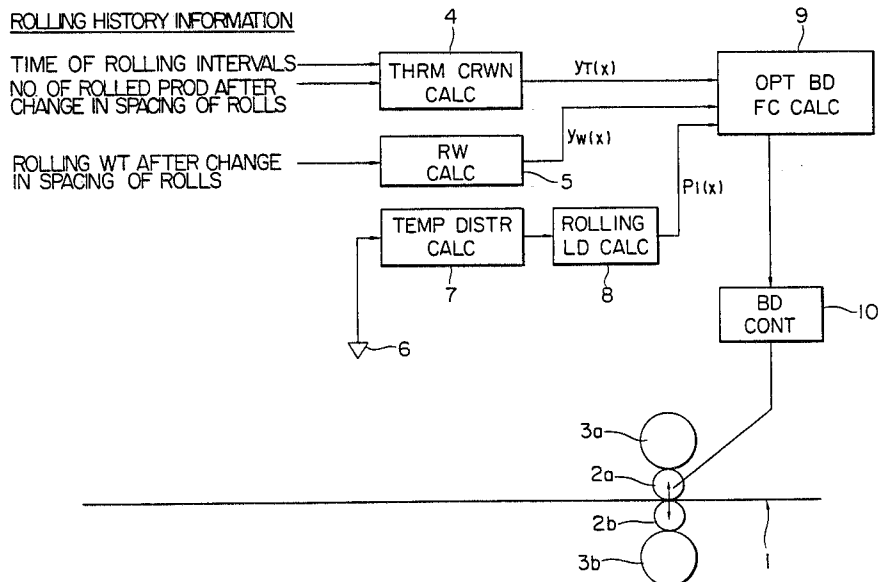 ROLLING HISTORY INFORMATION
4
9
TIME OF ROLLING INTERVALS
NO. OF ROLLED PROD AFTER
CHANGE IN SPACING OF ROLLS
THRM CRWN
CALC
yT(x)
OPT BD
FC CALC
ROLLING WT AFTER CHANGE
IN SPACING OF ROLLS
RW
CALC
5
yW(x)
P1(x)
TEMP DISTR
CALC
7
ROLLING
LD CALC
8
BD
CONT
10
6
3a
2a
2b
3b
1